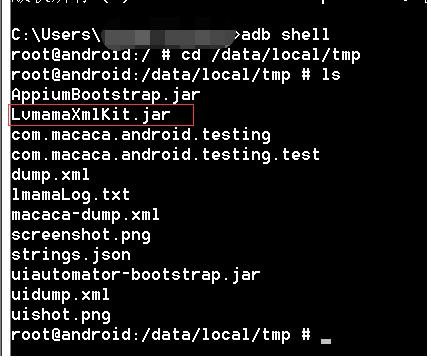 C:\Users\ >adb shell
root@android:/ # cd /data/local/tmp
root@android:/data/local/tmp # ls
AppiumBootstrap.jar
LvmamaXmlKit.jar
com.macaca.android.testing
com.macaca.android.testing.test
dump.xml
lmamaLog.txt
macaca-dump.xml
screenshot.png
strings.json
uiautomator-bootstrap.jar
uidump.xml
uishot.png
root@android:/data/local/tmp # _